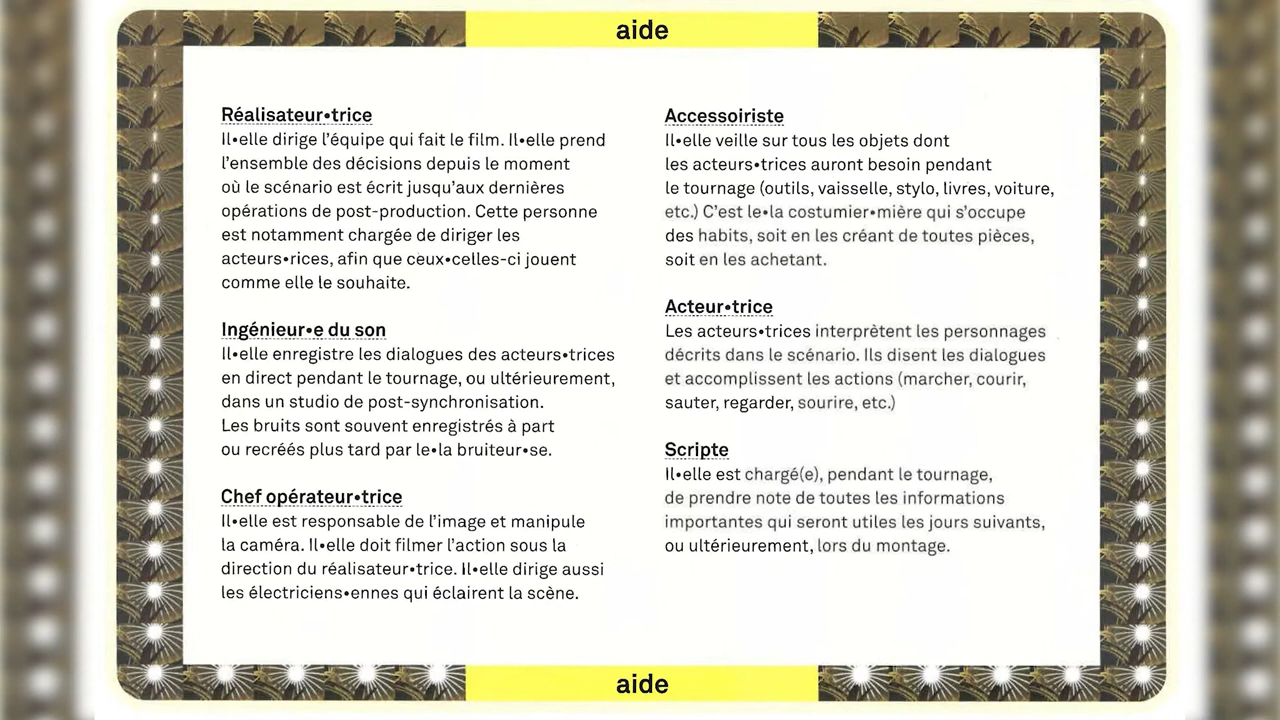 aide
Réalisateur•trice
Il•elle dirige l’équipe qui fait le film. Il•elle prend
l’ensemble des décisions depuis le moment
où le scénario est écrit jusqu’aux dernières
opérations de post-production. Cette personne
est notamment chargée de diriger les
acteurs•rices, afin que ceux•celles-ci jouent
comme elle le souhaite.
Ingénieur•e du son
Il•elle enregistre les dialogues des acteurs•trices
en direct pendant le tournage, ou ultérieurement,
dans un studio de post-synchronisation.
Les bruits sont souvent enregistrés à part
ou recréés plus tard par le•la bruiteur•se.
Chef opérateur•trice
Il•elle est responsable de l’image et manipule
la caméra. Il•elle doit filmer l’action sous la
direction du réalisateur•trice. Il•elle dirige aussi
les électriciens•ennes qui éclairent la scène.
Accessoiriste
Il•elle veille sur tous les objets dont
les acteurs•trices auront besoin pendant
le tournage (outils, vaisselle, stylo, livres, voiture,
etc.) C’est le•la costumier•mière qui s’occupe
des habits, soit en les créant de toutes pièces,
soit en les achetant.
Acteur•trice
Les acteurs•trices interprètent les personnages
décrits dans le scénario. Ils disent les dialogues
et accomplissent les actions (marcher, courir,
sauter, regarder, sourire, etc.)
Scripte
Il•elle est chargé(e), pendant le tournage,
de prendre note de toutes les informations
importantes qui seront utiles les jours suivants,
ou ultérieurement, lors du montage.
aide